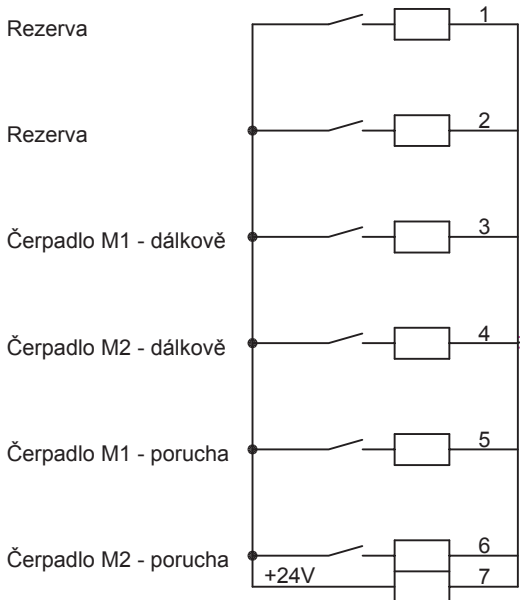 Rezerva 1
Rezerva 2
Čerpadlo M1 - dálkově 3
Čerpadlo M2 - dálkově 4
Čerpadlo M1 - porucha 5
Čerpadlo M2 - porucha 6
+24V 7